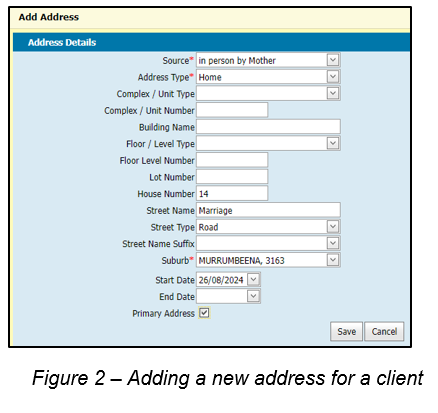 Add Address
Address Details
Source* in person by Mother
Address Type* Home
Complex / Unit Type
Complex / Unit Number
Building Name
Floor / Level Type
Floor Level Number
Lot Number
House Number 14
Street Name Marriage
Street Type Road
Street Name Suffix
Suburb* MURRUMBEENA, 3163
Start Date 26/08/2024
End Date
Primary Address
Save Cancel
Figure 2 – Adding a new address for a client